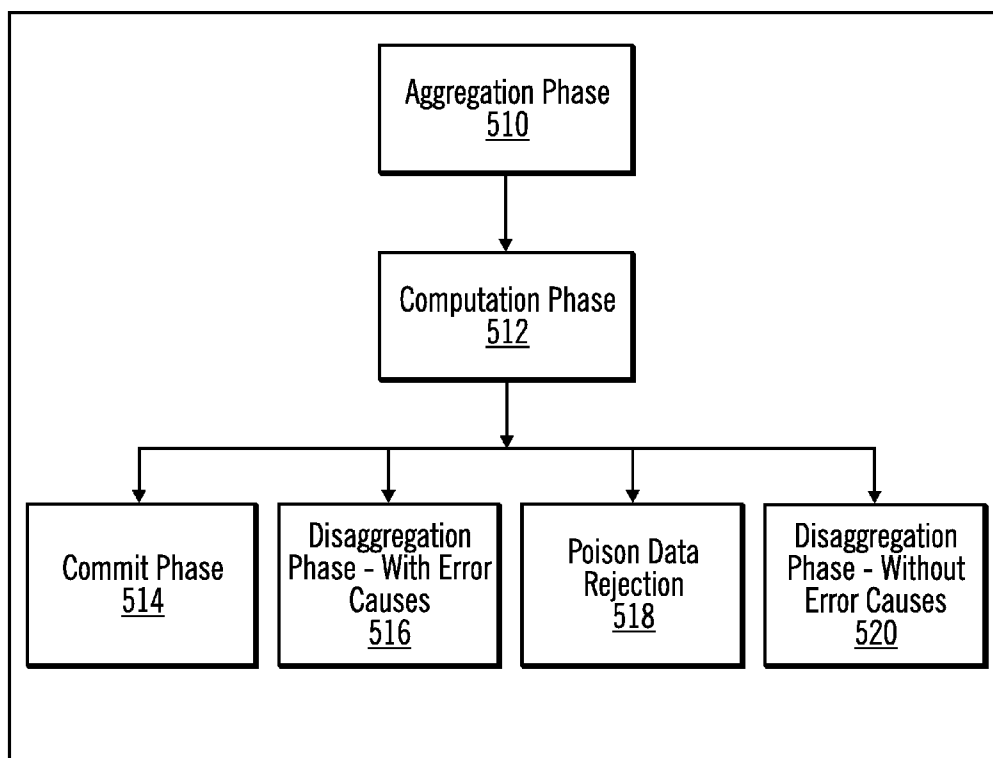 Aggregation Phase
510
Computation Phase
512
Commit Phase
514
Disaggregation
Phase - With Error
Causes
516
Poison Data
Rejection
518
Disaggregation
Phase - Without
Error Causes
520